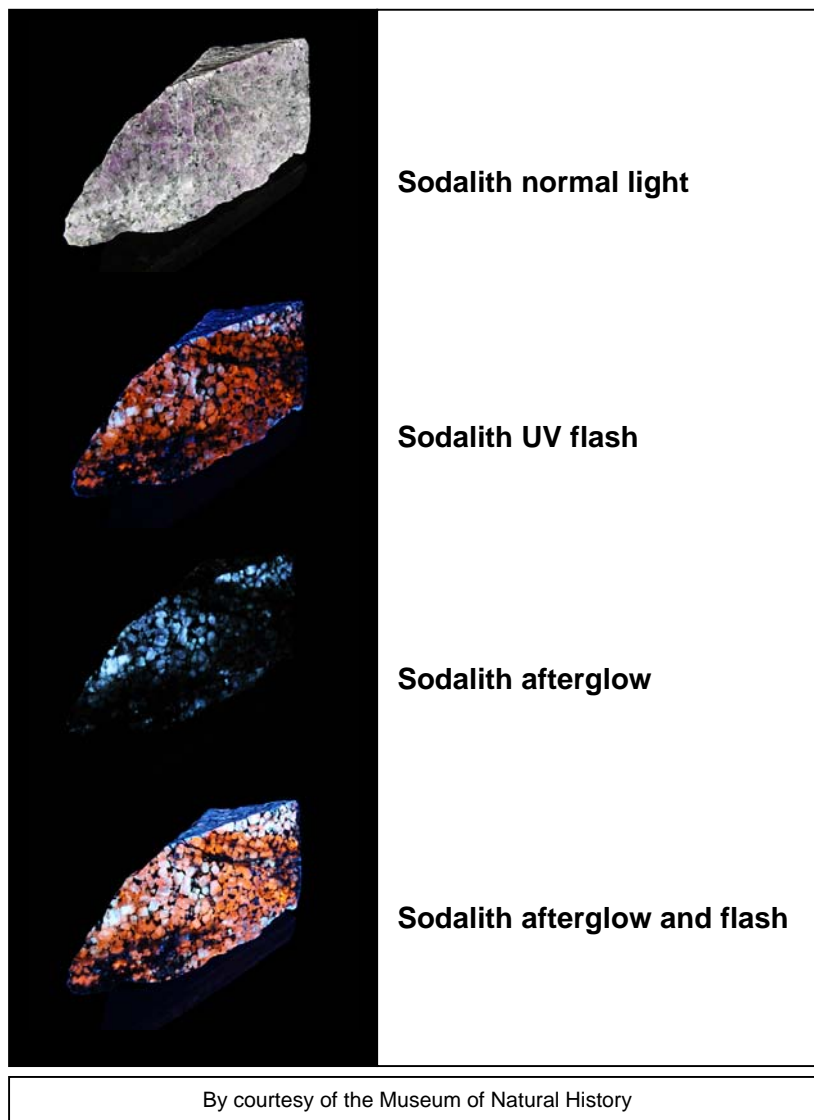 Sodalith normal light
Sodalith UV flash
Sodalith afterglow
Sodalith afterglow and flash
By courtesy of the Museum of Natural History